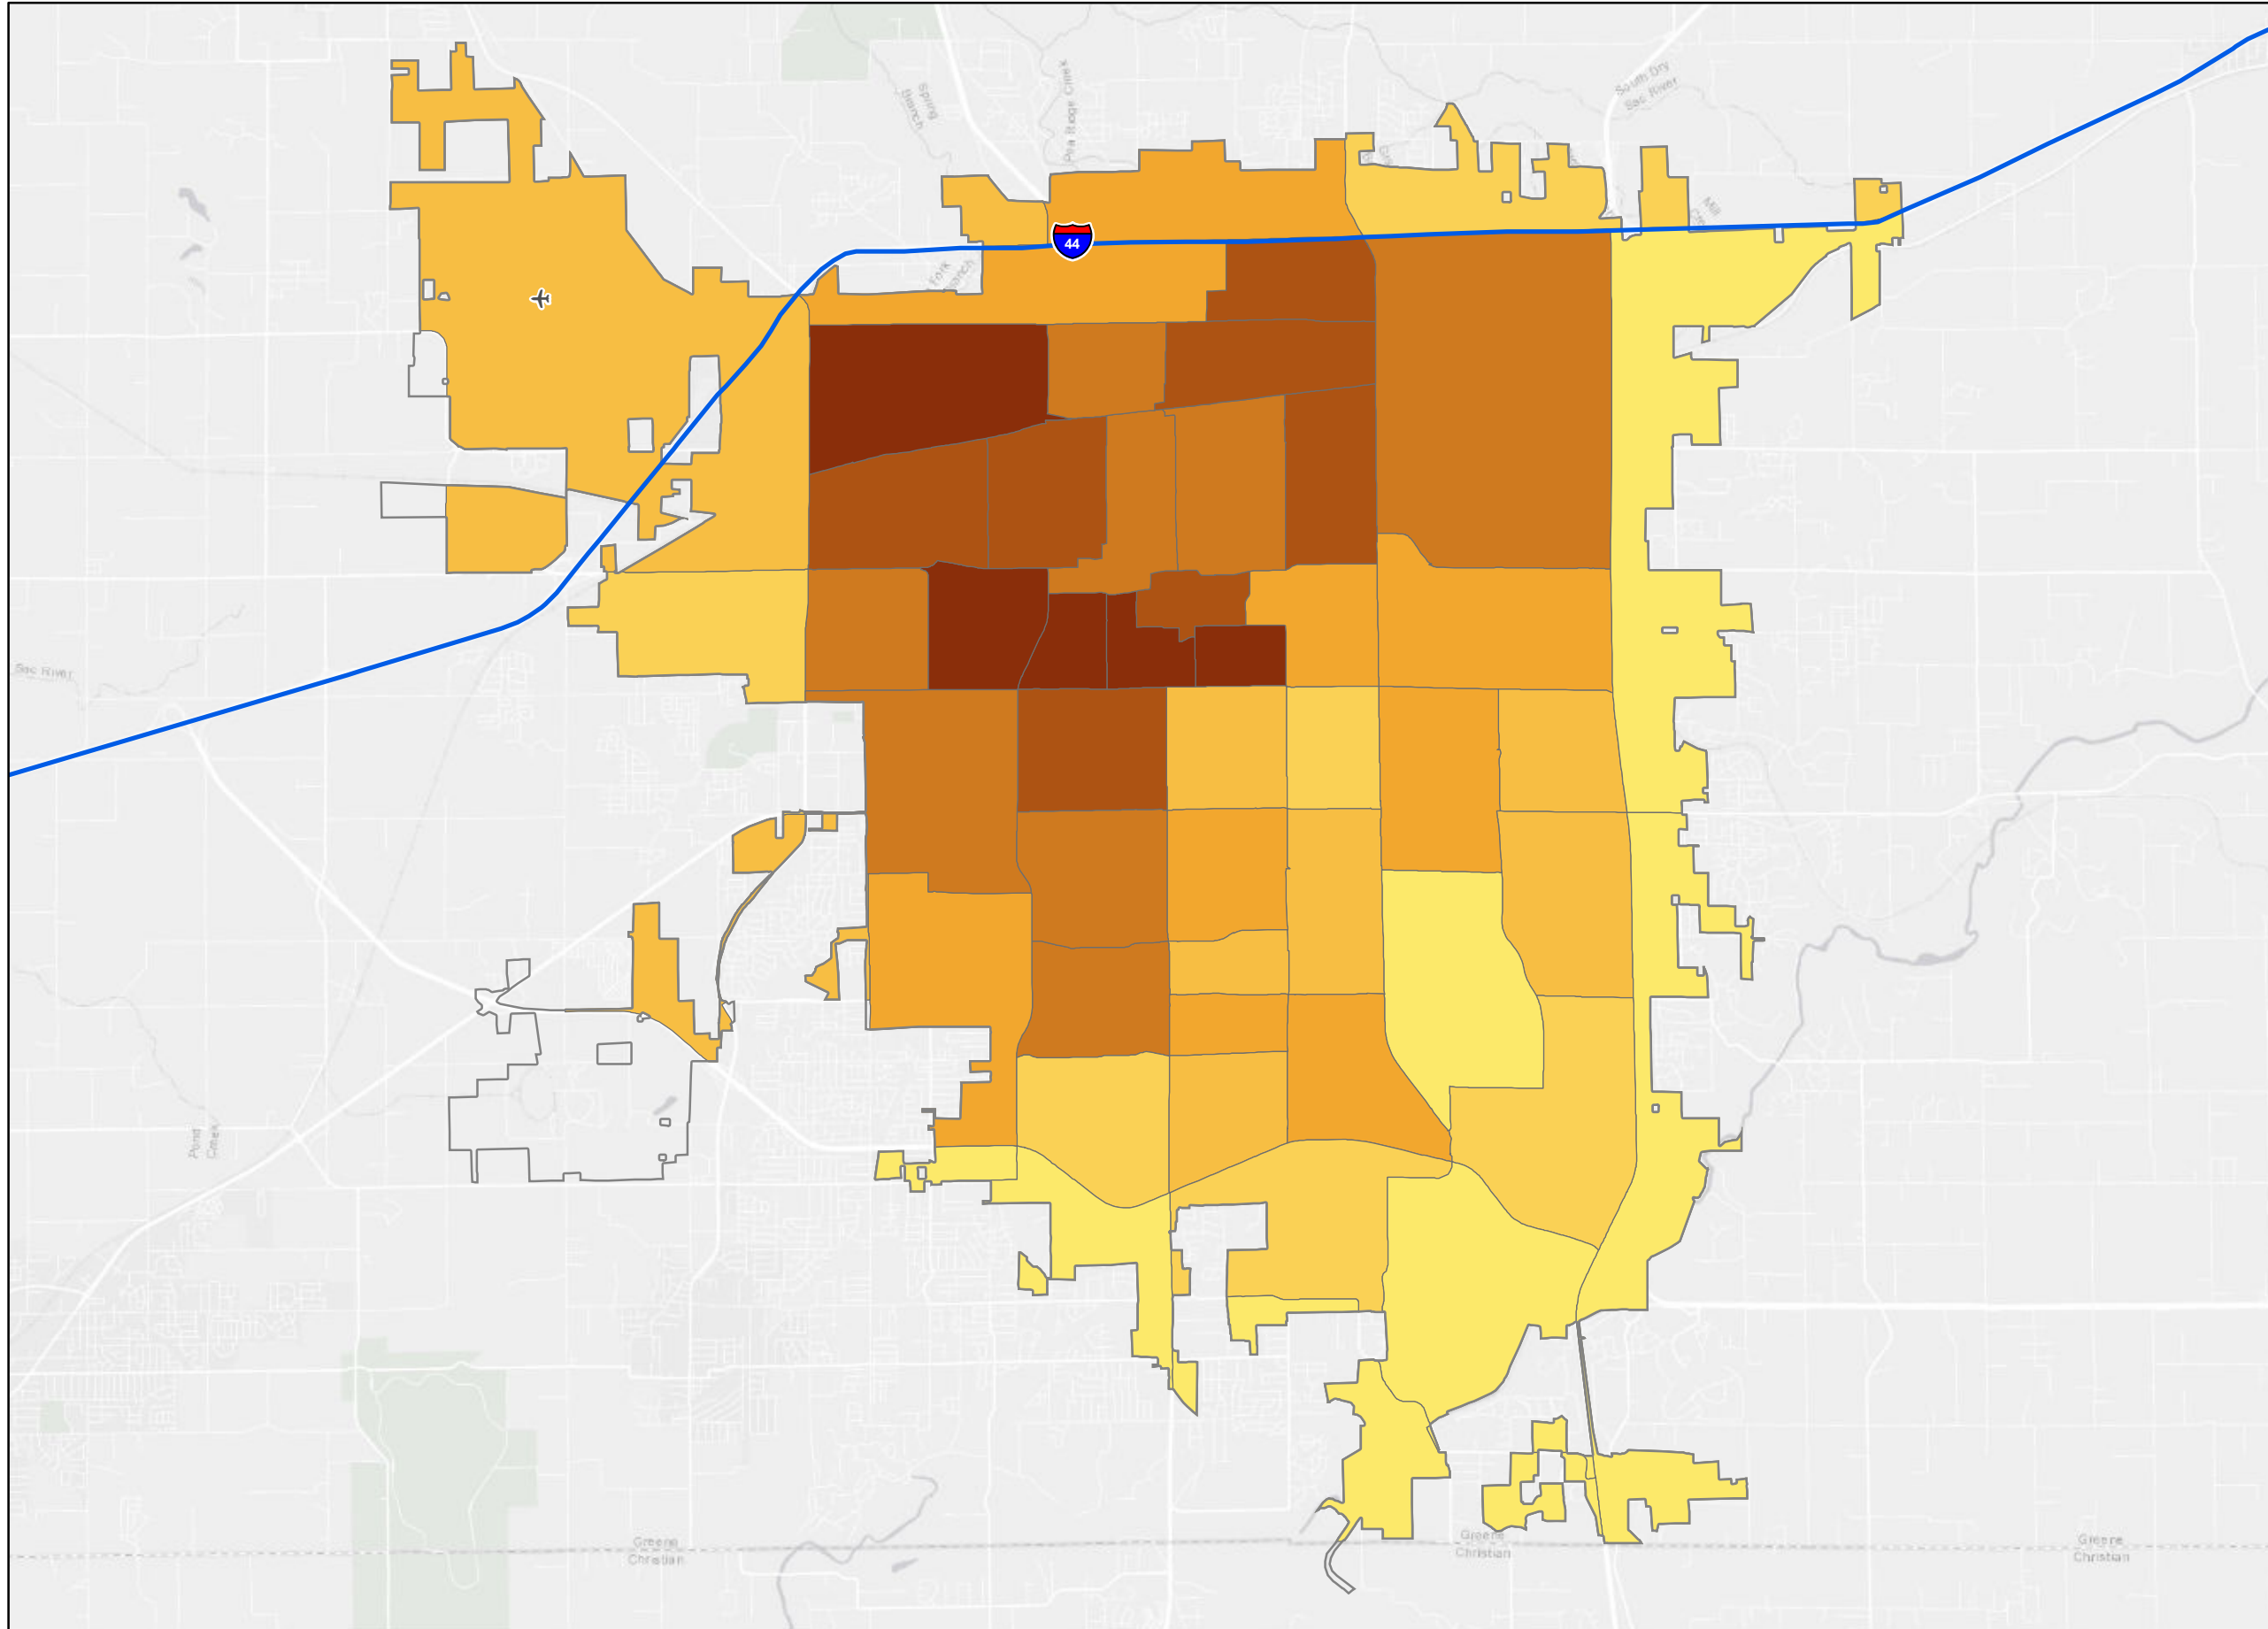 South Dry
Sac River
Spring
Branch
Pea Ridge Creek
Mill
44
Fork
Branch
Sac River
Pond
Creek
Greene
Christian
Greene
Christian
Greene
Christian